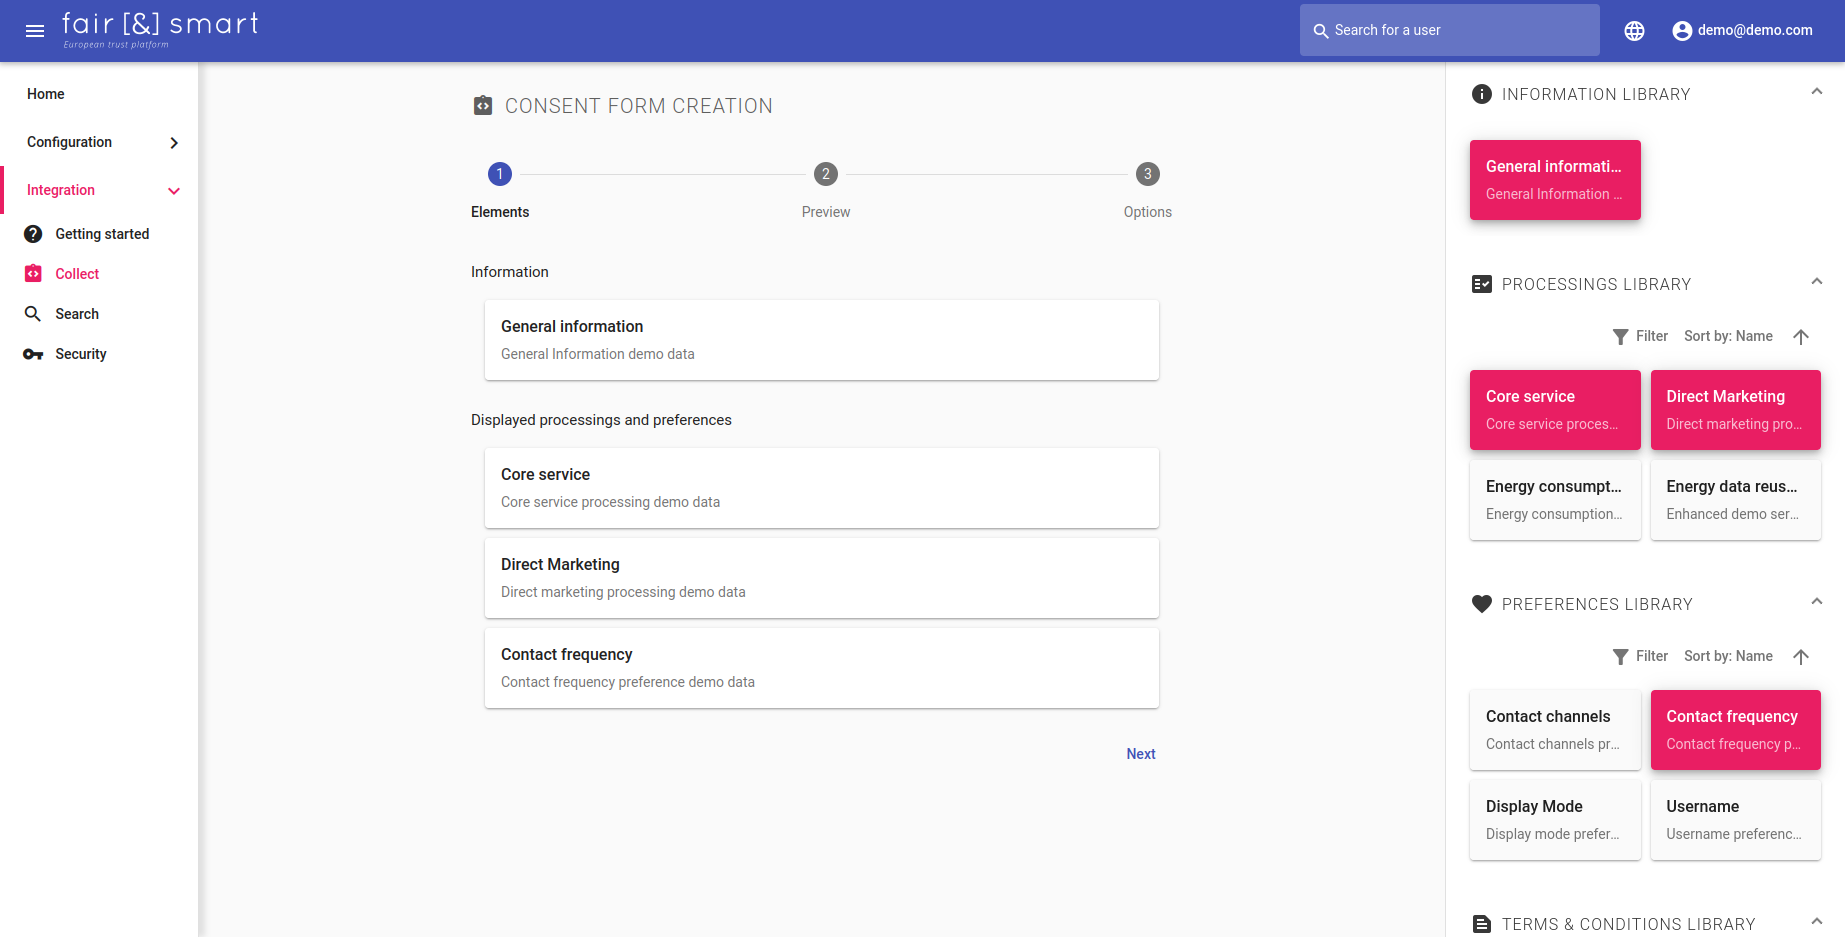 fair [&] smart
European trust platform
Search for a user
demo@demo.com
Home
Configuration
Integration
Getting started
Collect
Search
Security
CONSENT FORM CREATION
1
2
3
Elements
Preview
Options
Information
General information
General Information demo data
Displayed processings and preferences
Core service
Core service processing demo data
Direct Marketing
Direct marketing processing demo data
Contact frequency
Contact frequency preference demo data
Next
INFORMATION LIBRARY
General informati...
General Information ...
PROCESSINGS LIBRARY
Filter Sort by: Name
Core service
Core service proces...
Direct Marketing
Direct marketing pro...
Energy consumpt...
Energy consumption...
Energy data reus...
Enhanced demo ser...
PREFERENCES LIBRARY
Filter Sort by: Name
Contact channels
Contact channels pr...
Contact frequency
Contact frequency p...
Display Mode
Display mode prefer...
Username
Username preferenc...
TERMS & CONDITIONS LIBRARY